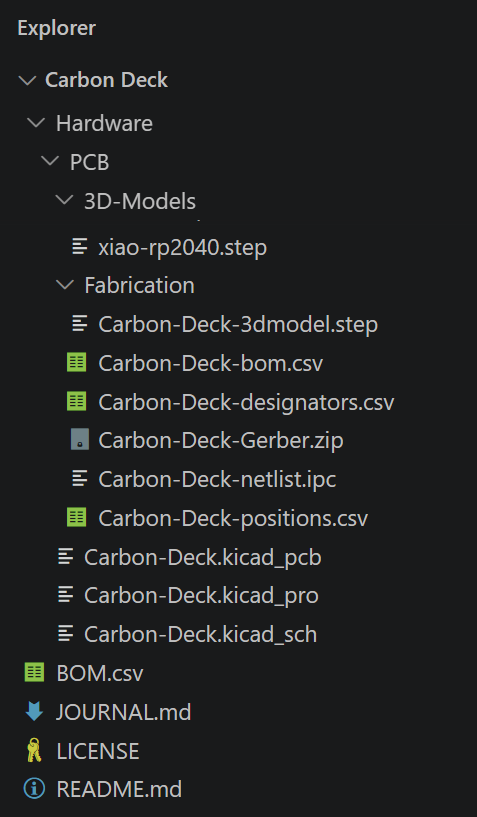 Explorer
Carbon Deck
Hardware
PCB
3D-Models
xiao-rp2040.step
Fabrication
Carbon-Deck-3dmodel.step
Carbon-Deck-bom.csv
Carbon-Deck-designators.csv
Carbon-Deck-Gerber.zip
Carbon-Deck-netlist.ipc
Carbon-Deck-positions.csv
Carbon-Deck.kicad_pcb
Carbon-Deck.kicad_pro
Carbon-Deck.kicad_sch
BOM.csv
JOURNAL.md
LICENSE
README.md